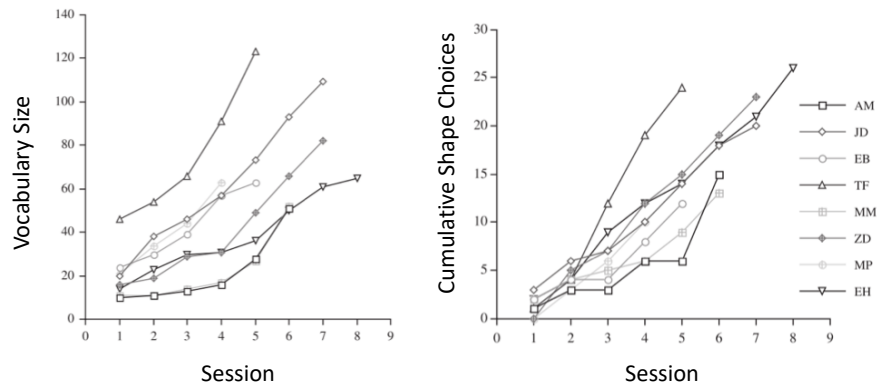 140
120
100
80
60
40
20
0
0 1 2 3 4 5 6 7 8 9
Vocabulary Size
Session
30
25
20
15
10
5
0
0 1 2 3 4 5 6 7 8 9
Cumulative Shape Choices
Session
AM
JD
EB
TF
MM
ZD
MP
EH